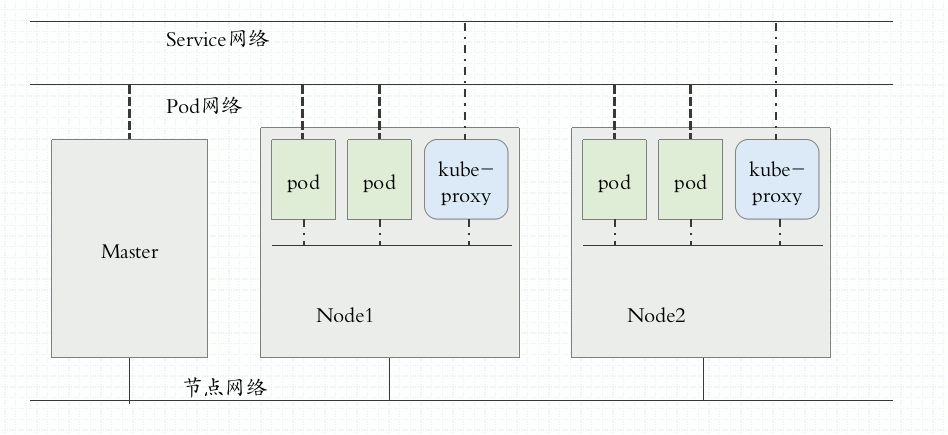 Service网络
Pod网络
pod
pod
kube-
proxy
pod
pod
kube-
proxy
Master
Node1
Node2
节点网络